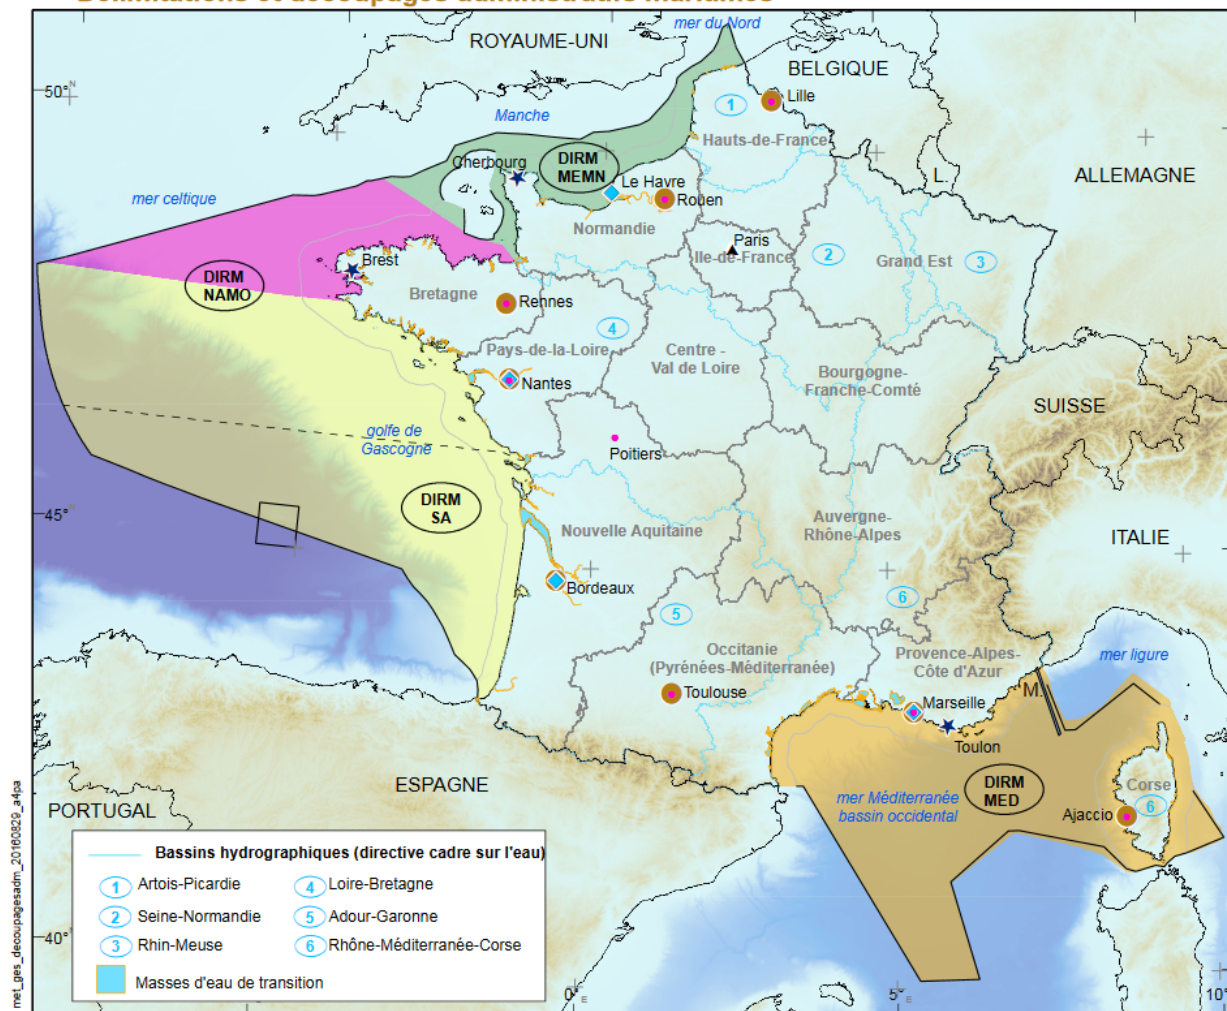 Délimitations et découpages administratifs maritimes
mer du Nord
ROYAUME-UNI
BELGIQUE
50°
N
Lille
1
Manche
Hauts-de-France
Cherbourg
DIRM
MEMN
L.
ALLEMAGNE
Le Havre
Rouen
mer celtique
Normandie
Paris
Ile-de-France
2
Grand Est
3
Brest
DIRM
NAMO
Bretagne
Rennes
4
Pays-de-la-Loire
Centre -
Val de Loire
Bourgogne-
Franche-Comté
Nantes
SUISSE
golfe de
Gascogne
Poitiers
DIRM
SA
45°
Nouvelle Aquitaine
Auvergne-
Rhône-Alpes
ITALIE
Bordeaux
6
5
Occitanie
(Pyrénées-Méditerranée)
Provence-Alpes-
Côte d'Azur
mer ligure
M.
Toulouse
Marseille
Toulon
ESPAGNE
DIRM
MED
mer Méditerranée
bassin occidental
Corse
6
Ajaccio
PORTUGAL
Bassins hydrographiques (directive cadre sur l'eau)
1 Artois-Picardie
4 Loire-Bretagne
2 Seine-Normandie
5 Adour-Garonne
3 Rhin-Meuse
6 Rhône-Méditerranée-Corse
Masses d'eau de transition
40°
0°
E
5°
E
10°
met_ges_decoupagesadm_20160829_a4pa